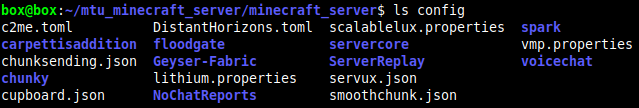 box@box:~/mtu_minecraft_server/minecraft_server$ ls config
c2me.toml DistantHorizons.toml scalablelux.properties spark
carpettisaddition floodgate servercore vmp.properties
chunksending.json Geyser-Fabric ServerReplay voicechat
chunky lithium.properties servux.json
cupboard.json NoChatReports smoothchunk.json